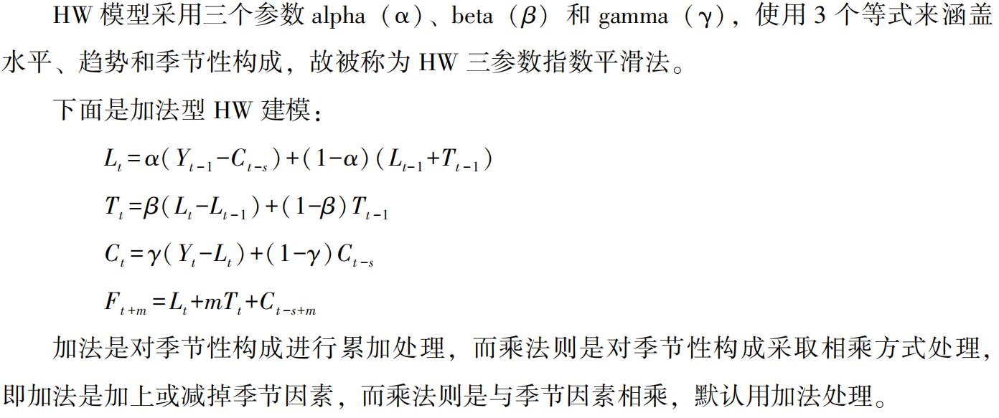 HW 模型采用三个参数 alpha（α）、beta（β）和 gamma（γ），使用 3 个等式来涵盖
水平、趋势和季节性构成，故被称为 HW 三参数指数平滑法。
下面是加法型 HW 建模：
L_t=α(Y_{t-1}-C_{t-s})+(1-α)(L_{t-1}+T_{t-1})
T_t=β(L_t-L_{t-1})+(1-β)T_{t-1}
C_t=γ(Y_t-L_t)+(1-γ)C_{t-s}
F_{t+m}=L_t+mT_t+C_{t-s+m}
加法是对季节性构成进行累加处理，而乘法则是对季节性构成采取相乘方式处理，
即加法是加上或减掉季节因素，而乘法则是与季节因素相乘，默认用加法处理。